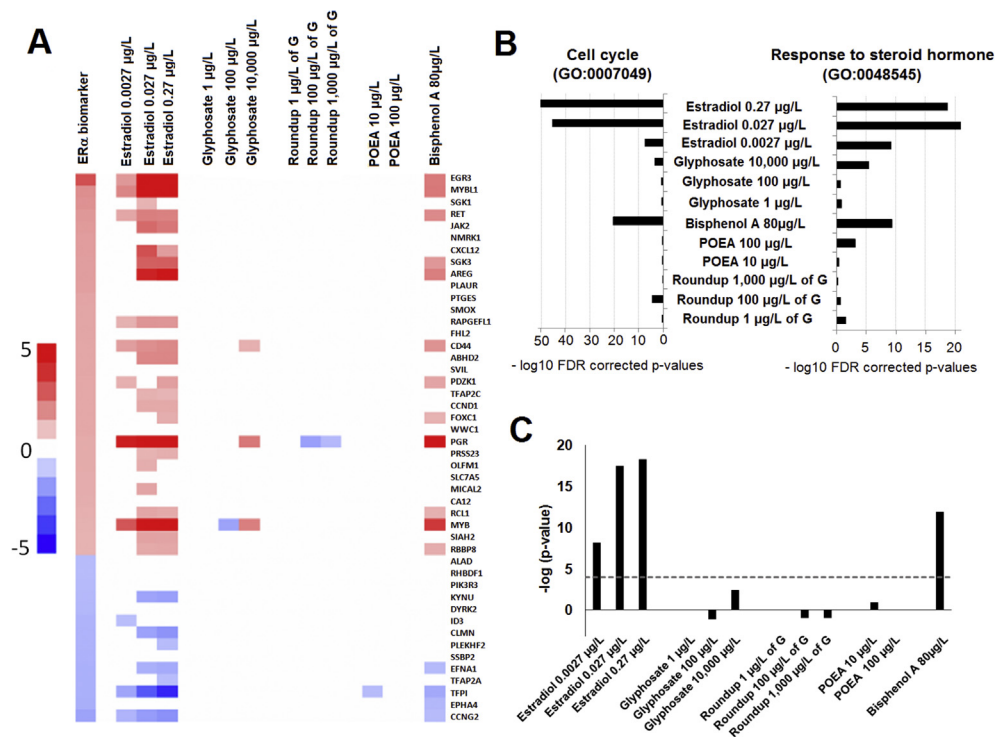 A
ERα biomarker
Estradiol 0.0027 µg/L
Estradiol 0.027 µg/L
Estradiol 0.27 µg/L
Glyphosate 1 µg/L
Glyphosate 100 µg/L
Glyphosate 10,000 µg/L
Roundup 1 µg/L of G
Roundup 100 µg/L of G
Roundup 1,000 µg/L of G
POEA 10 µg/L
POEA 100 µg/L
Bisphenol A 80µg/L
EGR3
MYBL1
SGK1
RET
JAK2
NMRK1
CXCL12
SGK3
AREG
PLAUR
PTGES
SMOX
RAPGEFL1
FHL2
CD44
ABHD2
SVIL
PDZK1
TFAP2C
CCND1
FOXC1
WWC1
PGR
PRSS23
OLFM1
SLC7A5
MICAL2
CA12
RCL1
MYB
SIAH2
RBBP8
ALAD
RHBDF1
PIK3R3
KYNU
DYRK2
ID3
CLMN
PLEKHF2
SSBP2
EFNA1
TFAP2A
TFPI
EPHA4
CCNG2
5
0
-5
B
Cell cycle
(GO:0007049)
Response to steroid hormone
(GO:0048545)
Estradiol 0.27 µg/L
Estradiol 0.027 µg/L
Estradiol 0.0027 µg/L
Glyphosate 10,000 µg/L
Glyphosate 100 µg/L
Glyphosate 1 µg/L
Bisphenol A 80µg/L
POEA 100 µg/L
POEA 10 µg/L
Roundup 1,000 µg/L of G
Roundup 100 µg/L of G
Roundup 1 µg/L of G
50 40 30 20 10 0
0 5 10 15 20
- log10 FDR corrected p-values
- log10 FDR corrected p-values
C
-log (p-value)
20
15
10
5
0
Estradiol 0.0027 µg/L
Estradiol 0.027 µg/L
Estradiol 0.27 µg/L
Glyphosate 1 µg/L
Glyphosate 100 µg/L
Glyphosate 10,000 µg/L
Roundup 1 µg/L of G
Roundup 100 µg/L of G
Roundup 1,000 µg/L of G
POEA 10 µg/L
POEA 100 µg/L
Bisphenol A 80µg/L